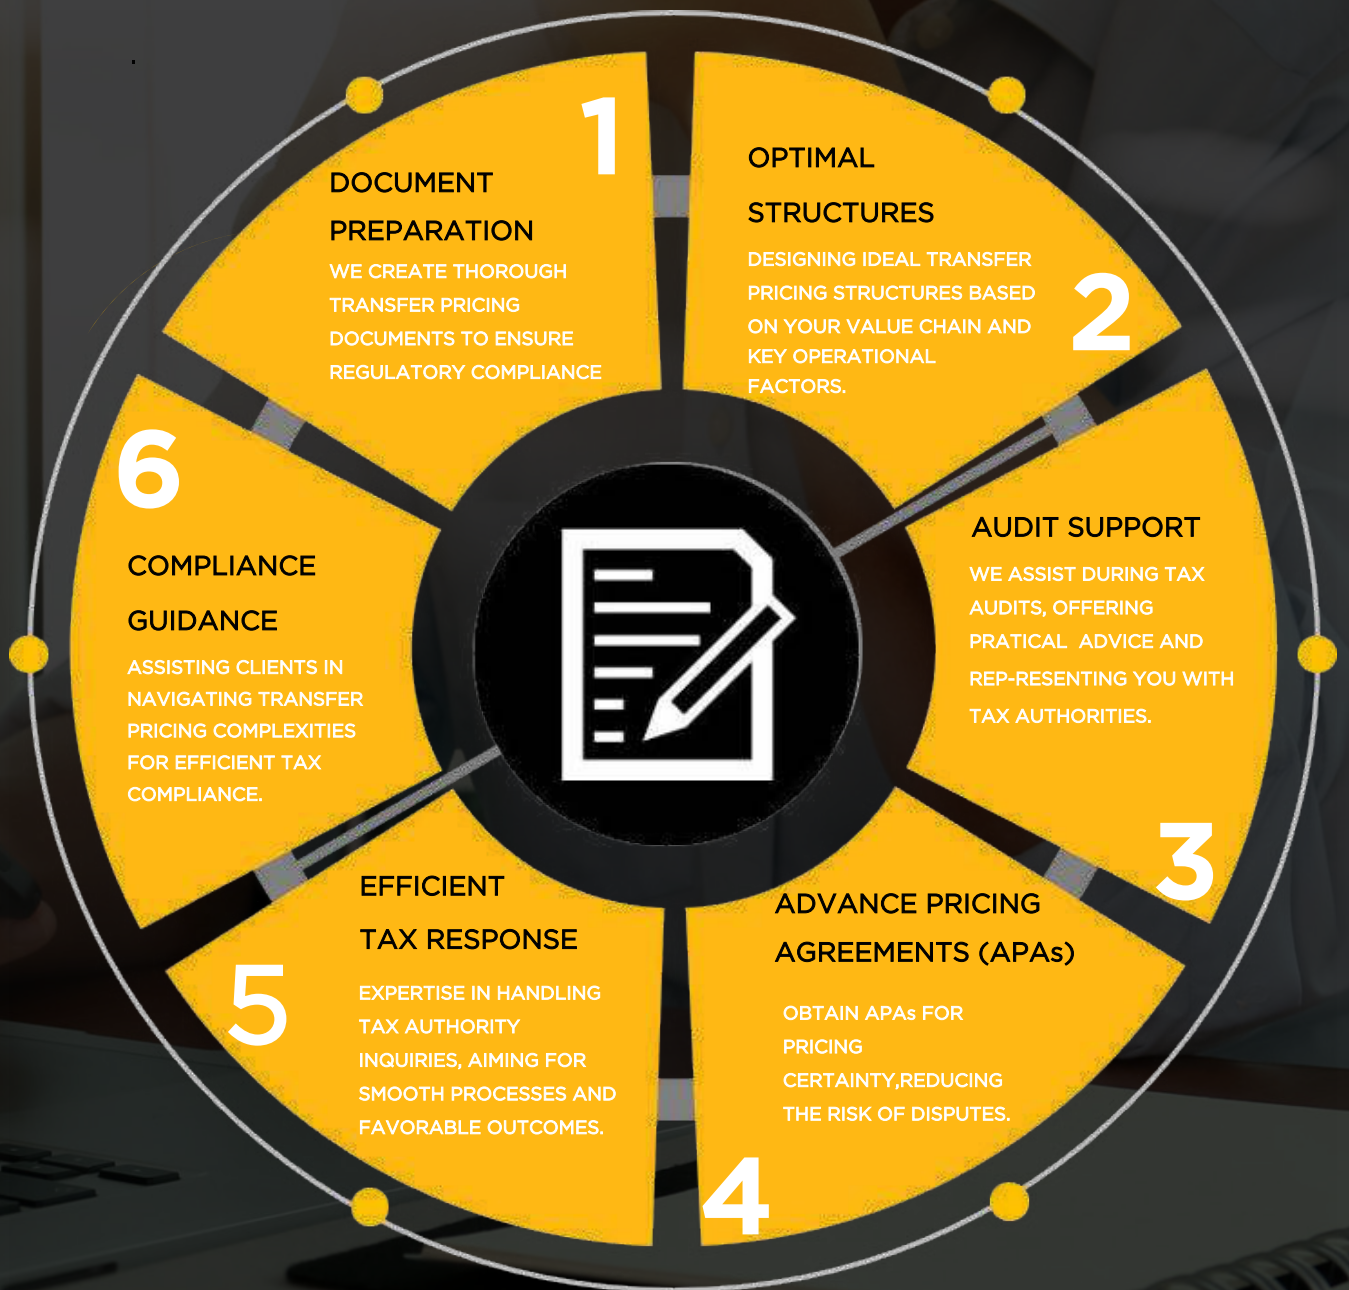 1
DOCUMENT
PREPARATION
WE CREATE THOROUGH
TRANSFER PRICING
DOCUMENTS TO ENSURE
REGULATORY COMPLIANCE
OPTIMAL
STRUCTURES
DESIGNING IDEAL TRANSFER
PRICING STRUCTURES BASED
ON YOUR VALUE CHAIN AND
KEY OPERATIONAL
FACTORS.
2
AUDIT SUPPORT
WE ASSIST DURING TAX
AUDITS, OFFERING
PRATICAL ADVICE AND
REP-RESENTING YOU WITH
TAX AUTHORITIES.
3
ADVANCE PRICING
AGREEMENTS (APAs)
OBTAIN APAs FOR
PRICING
CERTAINTY,REDUCING
THE RISK OF DISPUTES.
4
EFFICIENT
TAX RESPONSE
5
EXPERTISE IN HANDLING
TAX AUTHORITY
INQUIRIES, AIMING FOR
SMOOTH PROCESSES AND
FAVORABLE OUTCOMES.
6
COMPLIANCE
GUIDANCE
ASSISTING CLIENTS IN
NAVIGATING TRANSFER
PRICING COMPLEXITIES
FOR EFFICIENT TAX
COMPLIANCE.